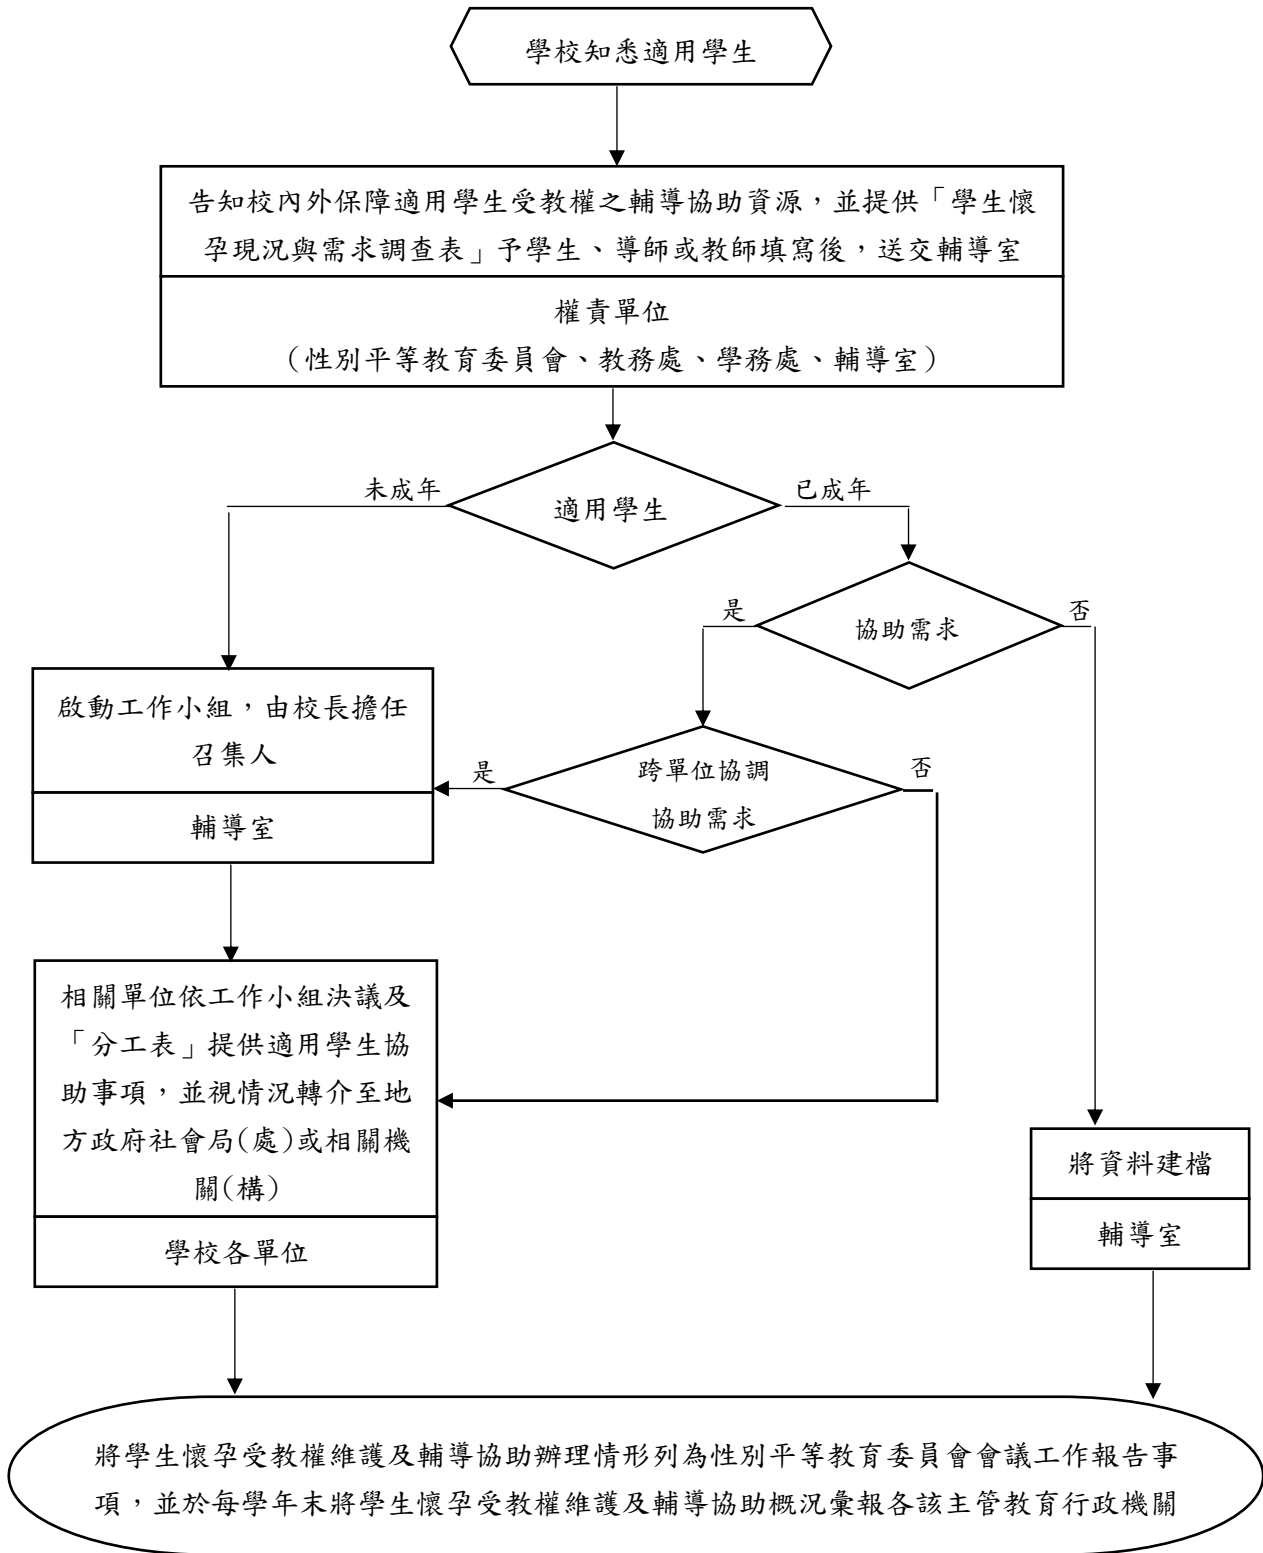 學校知悉適用學生
告知校內外保障適用學生受教權之輔導協助資源，並提供「學生懷
孕現況與需求調查表」予學生、導師或教師填寫後，送交輔導室
權責單位
（性別平等教育委員會、教務處、學務處、輔導室）
未成年
適用學生
已成年
是
協助需求
否
啟動工作小組，由校長擔任
召集人
輔導室
是
跨單位協調
協助需求
否
相關單位依工作小組決議及
「分工表」提供適用學生協
助事項，並視情況轉介至地
方政府社會局(處)或相關機
關(構)
學校各單位
將資料建檔
輔導室
將學生懷孕受教權維護及輔導協助辦理情形列為性別平等教育委員會會議工作報告事
項，並於每學年末將學生懷孕受教權維護及輔導協助概況彙報各該主管教育行政機關